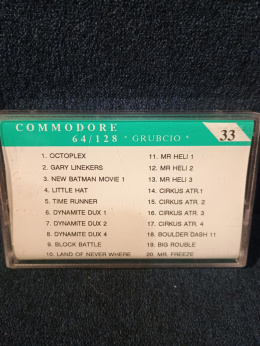 COMMODORE
64/128 * GRUBCIO *
33
1. OCTOPLEX
2. GARY LINEKERS
3. NEW BATMAN MOVIE 1
4. LITTLE HAT
5. TIME RUNNER
6. DYNAMITE DUX 1
7. DYNAMITE DUX 2
8. DYNAMITE DUX 4
9. BLOCK BATTLE
10. LAND OF NEVER WHERE
11. MR HELI 1
12. MR HELI 2
13. MR HELI 3
14. CIRKUS ATR.1
15. CIRKUS ATR. 2
16. CIRKUS ATR. 3
17. CIRKUS ATR. 4
18. BOULDER DASH 11
19. BIG ROUBLE
20. MR. FREEZE